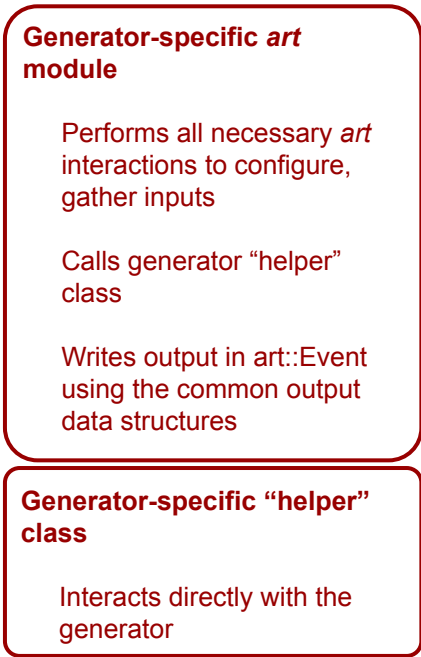 Generator-specific art
module
Performs all necessary art
interactions to configure,
gather inputs
Calls generator “helper”
class
Writes output in art::Event
using the common output
data structures
Generator-specific “helper”
class
Interacts directly with the
generator